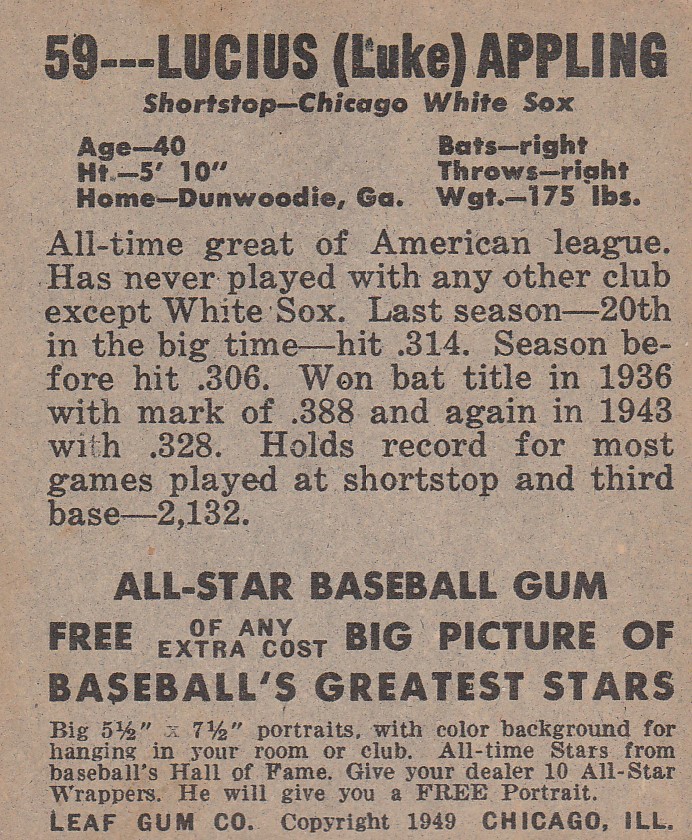 59---LUCIUS (Luke) APPLING
Shortstop—Chicago White Sox
Age—40 Bats—right
Ht.—5' 10" Throws—right
Home—Dunwoodie, Ga. Wgt.—175 lbs.
All-time great of American league.
Has never played with any other club
except White Sox. Last season—20th
in the big time—hit .314. Season be-
fore hit .306. Won bat title in 1936
with mark of .388 and again in 1943
with .328. Holds record for most
games played at shortstop and third
base—2,132.
ALL-STAR BASEBALL GUM
FREE OF ANY EXTRA COST BIG PICTURE OF
BASEBALL'S GREATEST STARS
Big 5½" x 7½" portraits, with color background for
hanging in your room or club. All-time Stars from
baseball's Hall of Fame. Give your dealer 10 All-Star
Wrappers. He will give you a FREE Portrait.
LEAF GUM CO. Copyright 1949 CHICAGO, ILL.